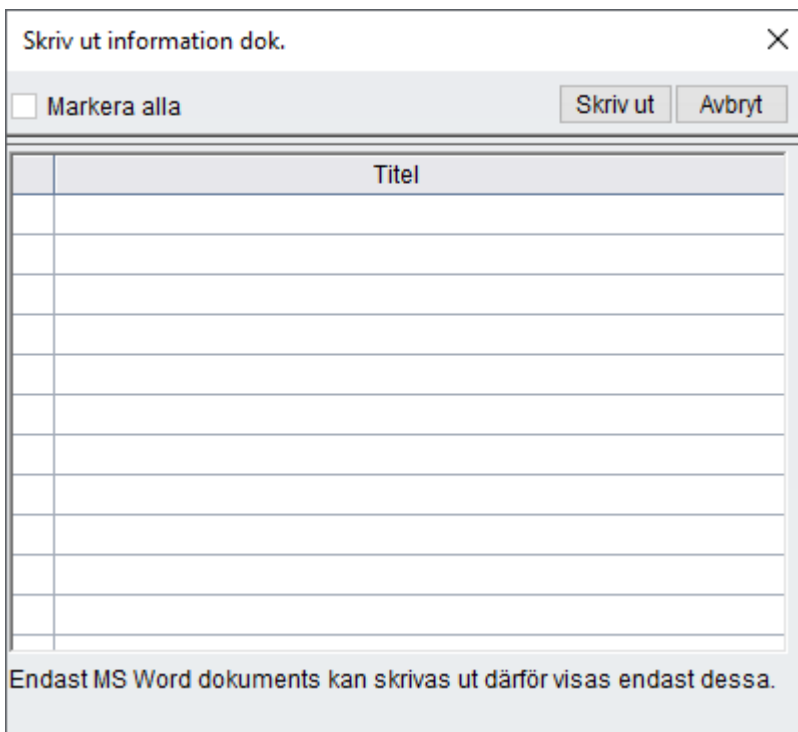 Skriv ut information dok.
Markera alla
Skriv ut
Avbryt
Titel
Endast MS Word dokuments kan skrivas ut därför visas endast dessa.